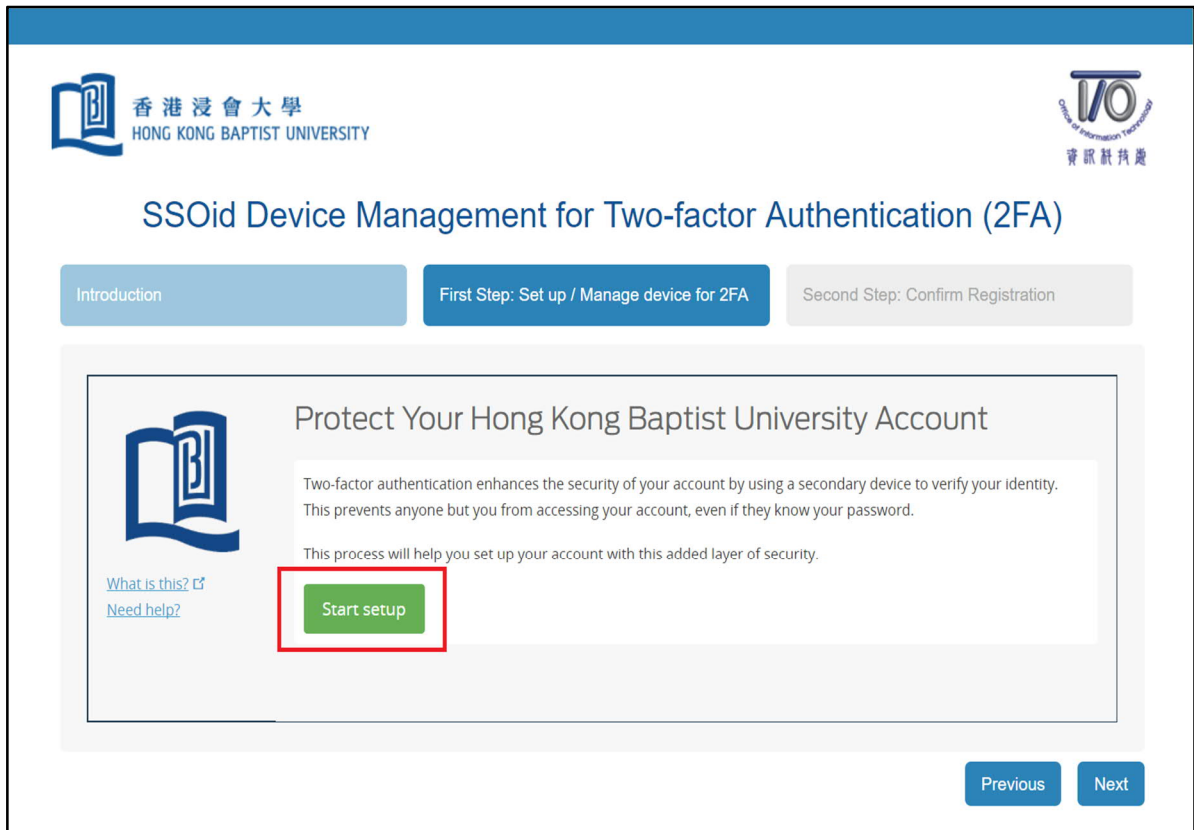 香港浸會大學
HONG KONG BAPTIST UNIVERSITY
I/O
Office of Information Technology
資訊科技處
SSOid Device Management for Two-factor Authentication (2FA)
Introduction
First Step: Set up / Manage device for 2FA
Second Step: Confirm Registration
Protect Your Hong Kong Baptist University Account
Two-factor authentication enhances the security of your account by using a secondary device to verify your identity.
This prevents anyone but you from accessing your account, even if they know your password.
This process will help you set up your account with this added layer of security.
What is this?
Need help?
Start setup
Previous
Next